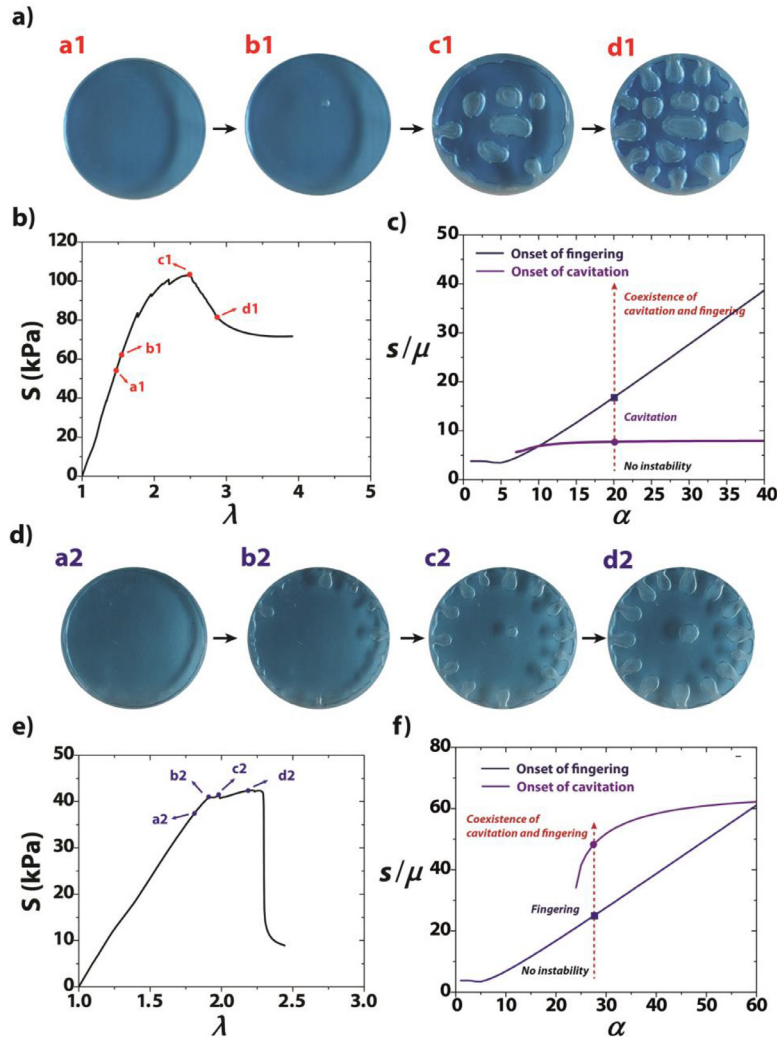 a)
a1
b1
c1
d1
b)
120
100
80
60
40
20
0
S (kPa)
c1
d1
b1
a1
1
2
3
4
5
λ
c)
50
40
30
20
10
0
s/μ
Onset of fingering
Onset of cavitation
Coexistence of
cavitation and fingering
Cavitation
No instability
0
5
10
15
20
25
30
35
40
α
d)
a2
b2
c2
d2
e)
50
40
30
20
10
0
S (kPa)
b2
c2
d2
a2
1.0
1.5
2.0
2.5
3.0
λ
f)
80
60
40
20
0
s/μ
Onset of fingering
Onset of cavitation
Coexistence of
cavitation and fingering
Fingering
No instability
0
10
20
30
40
50
60
α